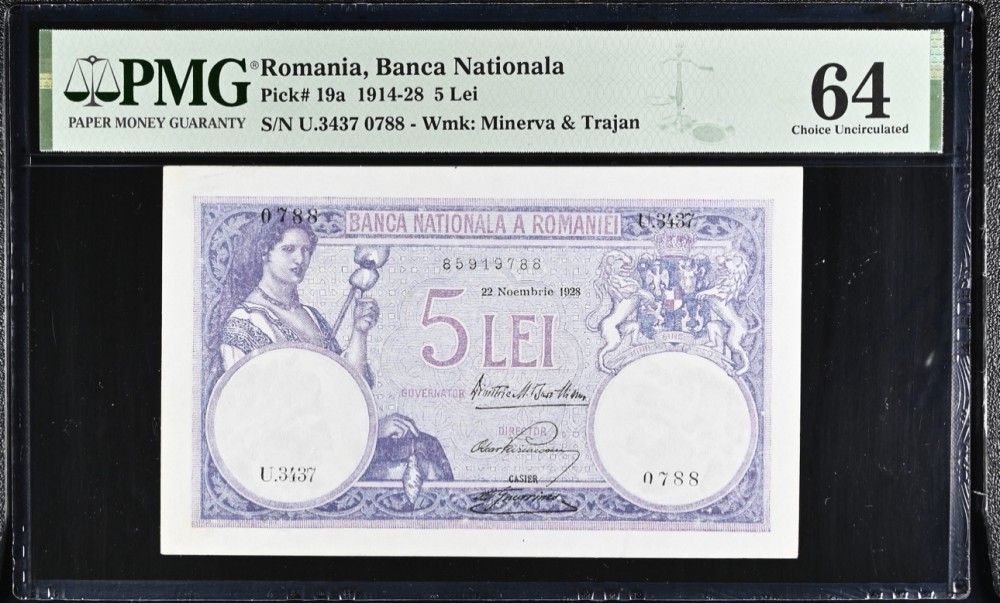 PMG®
PAPER MONEY GUARANTY
Romania, Banca Nationala
Pick# 19a 1914-28 5 Lei
S/N U.3437 0788 - Wmk: Minerva & Trajan
64
Choice Uncirculated
0788
BANCA NATIONALA A ROMANIEI
U.3437
85919788
22 Noembrie 1928
5 LEI
GUVERNATOR
DIRECTOR
CASIER
U.3437
0788